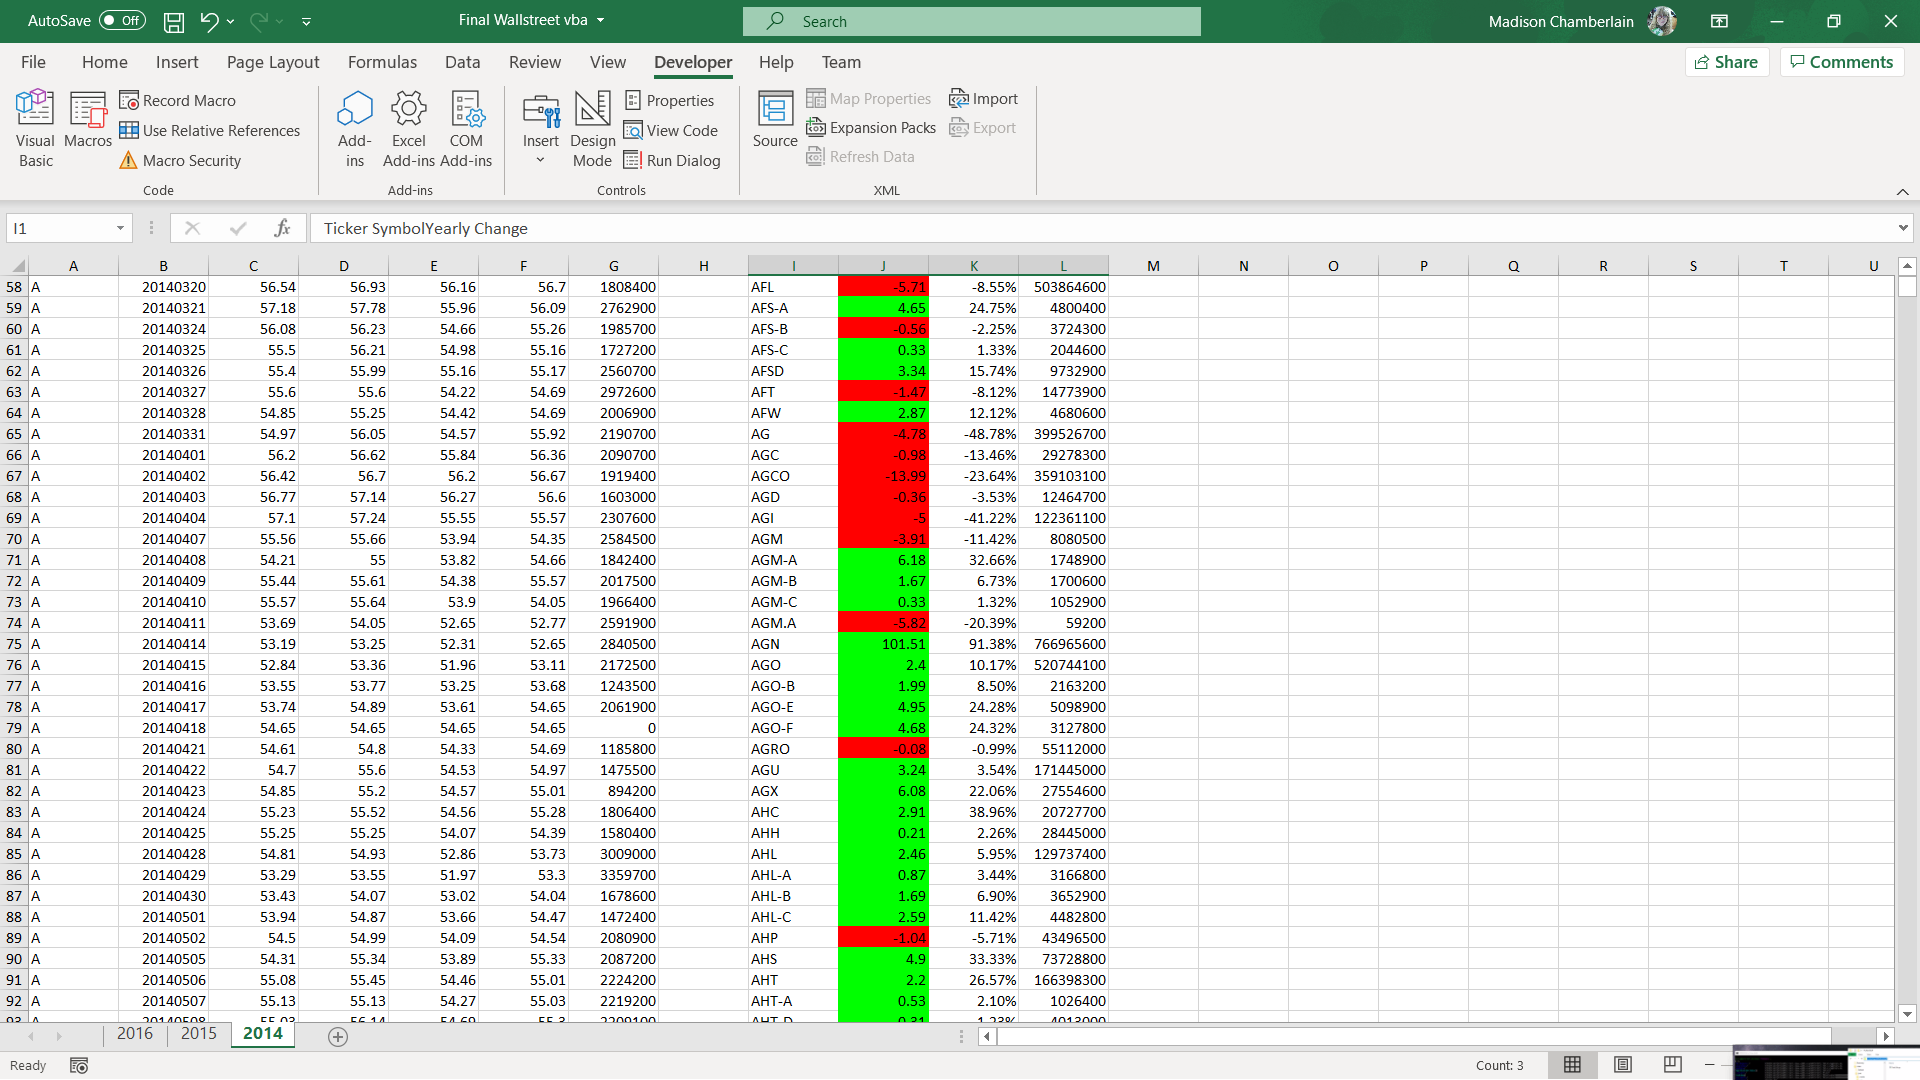 AutoSave Off Final Wallstreet vba Search Madison Chamberlain
File Home Insert Page Layout Formulas Data Review View Developer Help Team Share Comments
Visual Basic
Macros
Record Macro
Use Relative References
Macro Security
Code
Add-ins
Excel Add-ins
COM Add-ins
Add-ins
Insert
Design Mode
Properties
View Code
Run Dialog
Controls
Source
Map Properties
Expansion Packs
Refresh Data
Import
Export
XML
I1 fx Ticker SymbolYearly Change
A B C D E F G H I J K L M N O P Q R S T U
58 A 20140320 56.54 56.93 56.16 56.7 1808400 AFL -5.71 -8.55% 503864600
59 A 20140321 57.18 57.78 55.96 56.09 2762900 AFS-A 4.65 24.75% 4800400
60 A 20140324 56.08 56.23 54.66 55.26 1985700 AFS-B -0.56 -2.25% 3724300
61 A 20140325 55.5 56.21 54.98 55.16 1727200 AFS-C 0.33 1.33% 2044600
62 A 20140326 55.4 55.99 55.16 55.17 2560700 AFSD 3.34 15.74% 9732900
63 A 20140327 55.6 55.6 54.22 54.69 2972600 AFT -1.47 -8.12% 14773900
64 A 20140328 54.85 55.25 54.42 54.69 2006900 AFW 2.87 12.12% 4680600
65 A 20140331 54.97 56.05 54.57 55.92 2190700 AG -4.78 -48.78% 399526700
66 A 20140401 56.2 56.62 55.84 56.36 2090700 AGC -0.98 -13.46% 29278300
67 A 20140402 56.42 56.7 56.2 56.67 1919400 AGCO -13.99 -23.64% 359103100
68 A 20140403 56.77 57.14 56.27 56.6 1603000 AGD -0.36 -3.53% 12464700
69 A 20140404 57.1 57.24 55.55 55.57 2307600 AGI -5 -41.22% 122361100
70 A 20140407 55.56 55.66 53.94 54.35 2584500 AGM -3.91 -11.42% 8080500
71 A 20140408 54.21 55 53.82 54.66 1842400 AGM-A 6.18 32.66% 1748900
72 A 20140409 55.44 55.61 54.38 55.57 2017500 AGM-B 1.67 6.73% 1700600
73 A 20140410 55.57 55.64 53.9 54.05 1966400 AGM-C 0.33 1.32% 1052900
74 A 20140411 53.69 54.05 52.65 52.77 2591900 AGM.A -5.82 -20.39% 59200
75 A 20140414 53.19 53.25 52.31 52.65 2840500 AGN 101.51 91.38% 766965600
76 A 20140415 52.84 53.36 51.96 53.11 2172500 AGO 2.4 10.17% 520744100
77 A 20140416 53.55 53.77 53.25 53.68 1243500 AGO-B 1.99 8.50% 2163200
78 A 20140417 53.74 54.89 53.61 54.65 2061900 AGO-E 4.95 24.28% 5098900
79 A 20140418 54.65 54.65 54.65 54.65 0 AGO-F 4.68 24.32% 3127800
80 A 20140421 54.61 54.8 54.33 54.69 1185800 AGRO -0.08 -0.99% 55112000
81 A 20140422 54.7 55.6 54.53 54.97 1475500 AGU 3.24 3.54% 171445000
82 A 20140423 54.85 55.2 54.57 55.01 894200 AGX 6.08 22.06% 27554600
83 A 20140424 55.23 55.52 54.56 55.28 1806400 AHC 2.91 38.96% 20727700
84 A 20140425 55.25 55.25 54.07 54.39 1580400 AHH 0.21 2.26% 28445000
85 A 20140428 54.81 54.93 52.86 53.73 3009000 AHL 2.46 5.95% 129737400
86 A 20140429 53.29 53.55 51.97 53.3 3359700 AHL-A 0.87 3.44% 3166800
87 A 20140430 53.43 54.07 53.02 54.04 1678600 AHL-B 1.69 6.90% 3652900
88 A 20140501 53.94 54.87 53.66 54.47 1472400 AHL-C 2.59 11.42% 4482800
89 A 20140502 54.5 54.99 54.09 54.54 2080900 AHP -1.04 -5.71% 43496500
90 A 20140505 54.31 55.34 53.89 55.33 2087200 AHS 4.9 33.33% 73728800
91 A 20140506 55.08 55.45 54.46 55.01 2224200 AHT 2.2 26.57% 166398300
92 A 20140507 55.13 55.13 54.27 55.03 2219200 AHT-A 0.53 2.10% 1026400
2016 2015 2014
Ready Count: 3